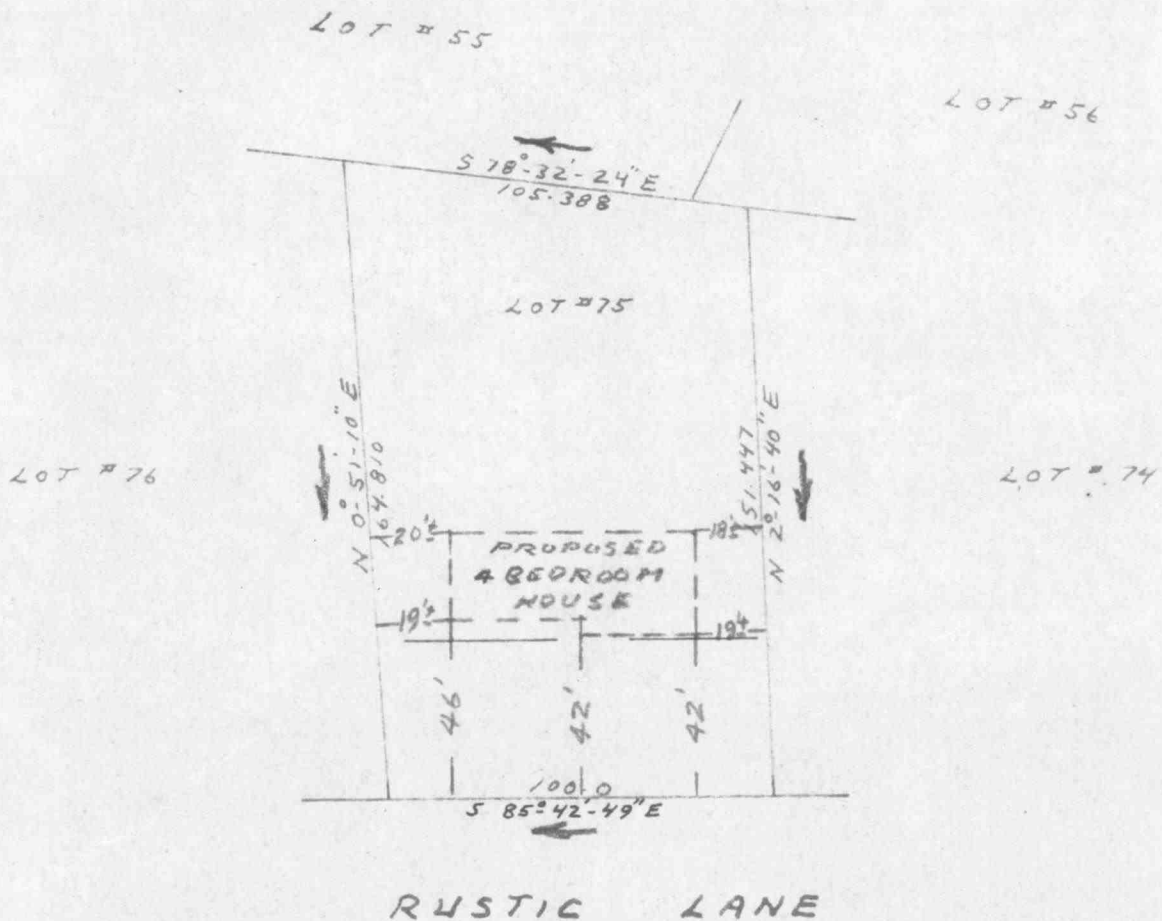 LOT # 55
LOT # 56
S 78°-32'-24" E
105.388
LOT #75
N 0°-51'-10" E
164.810
151.447
N 2°-16'-40" E
LOT # 76
LOT # 74
20'±
18'±
PROPOSED
4 BEDROOM
HOUSE
19'±
19'±
46'
42'
42'
100.0
S 85°-42'-49" E
RUSTIC LANE